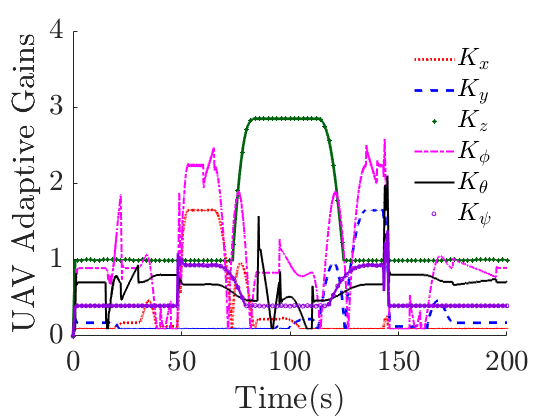 UAV Adaptive Gains
4
3
2
1
0
K_x
K_y
K_z
K_ϕ
K_θ
K_ψ
0 50 100 150 200
Time(s)